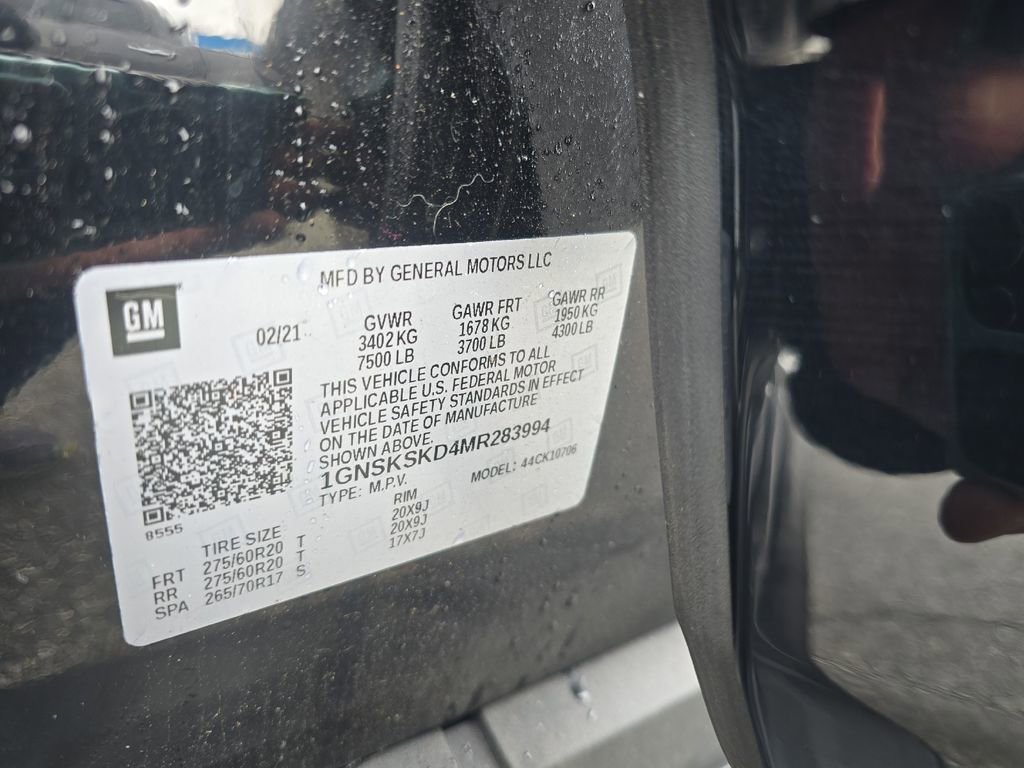 MFD BY GENERAL MOTORS LLC
GM
02/21
GVWR
3402 KG
7500 LB
GAWR FRT
1678 KG
3700 LB
GAWR RR
1950 KG
4300 LB
THIS VEHICLE CONFORMS TO ALL
APPLICABLE U.S. FEDERAL MOTOR
VEHICLE SAFETY STANDARDS IN EFFECT
ON THE DATE OF MANUFACTURE
SHOWN ABOVE.
1GNSKSKD4MR283994
TYPE: M.P.V. MODEL: 44CK10706
8555
TIRE SIZE RIM
FRT 275/60R20 T 20X9J
RR 275/60R20 T 20X9J
SPA 265/70R17 S 17X7J